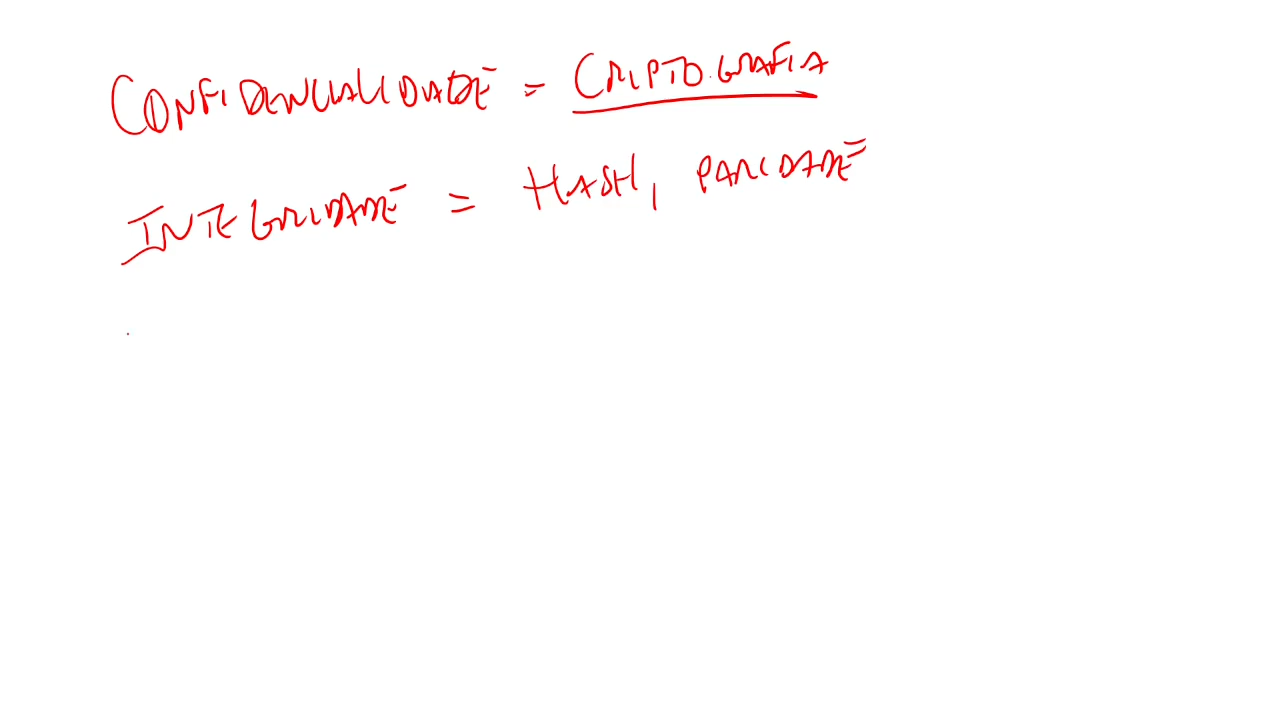 CONFIDENCIALIDADE = CRIPTOGRAFIA
INTEGRIDADE = HASH, PARIDADE